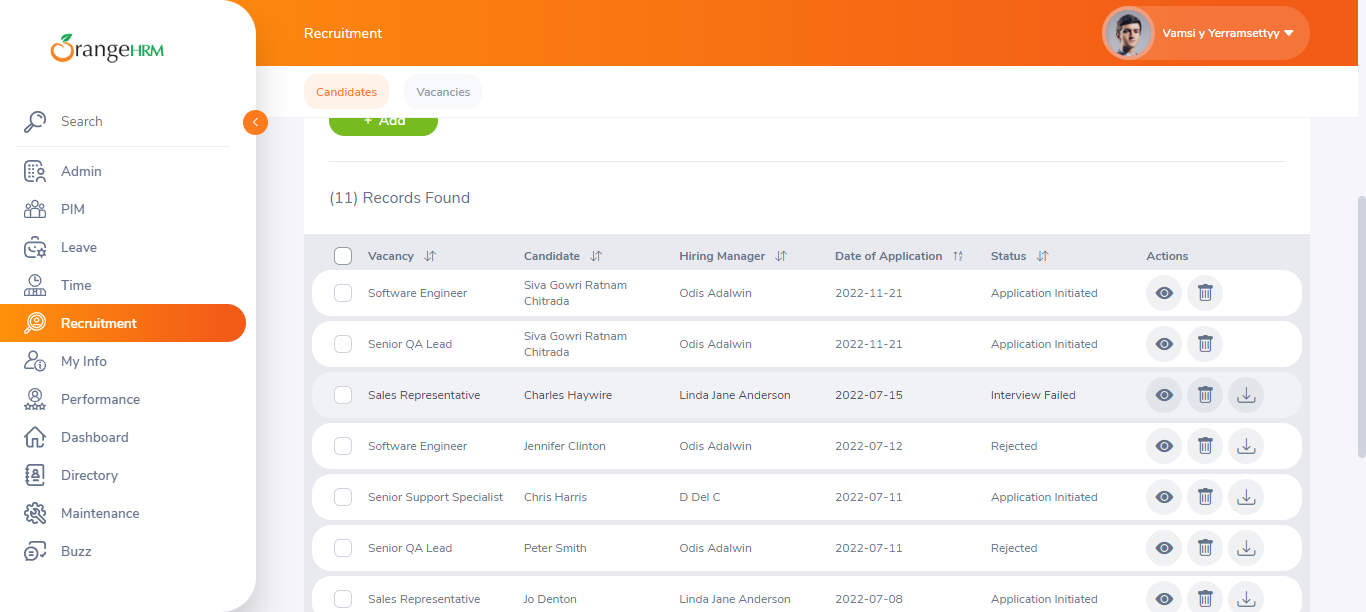 OrangeHRM
Recruitment
Vamsi y Yerramsettyy
Candidates
Vacancies
Search
Admin
PIM
Leave
Time
Recruitment
My Info
Performance
Dashboard
Directory
Maintenance
Buzz
+ Add
(11) Records Found
Vacancy Candidate Hiring Manager Date of Application Status Actions
Software Engineer Siva Gowri Ratnam Odis Adalwin 2022-11-21 Application Initiated
Chitrada
Senior QA Lead Siva Gowri Ratnam Odis Adalwin 2022-11-21 Application Initiated
Chitrada
Sales Representative Charles Haywire Linda Jane Anderson 2022-07-15 Interview Failed
Software Engineer Jennifer Clinton Odis Adalwin 2022-07-12 Rejected
Senior Support Specialist Chris Harris D Del C 2022-07-11 Application Initiated
Senior QA Lead Peter Smith Odis Adalwin 2022-07-11 Rejected
Sales Representative Jo Denton Linda Jane Anderson 2022-07-08 Application Initiated